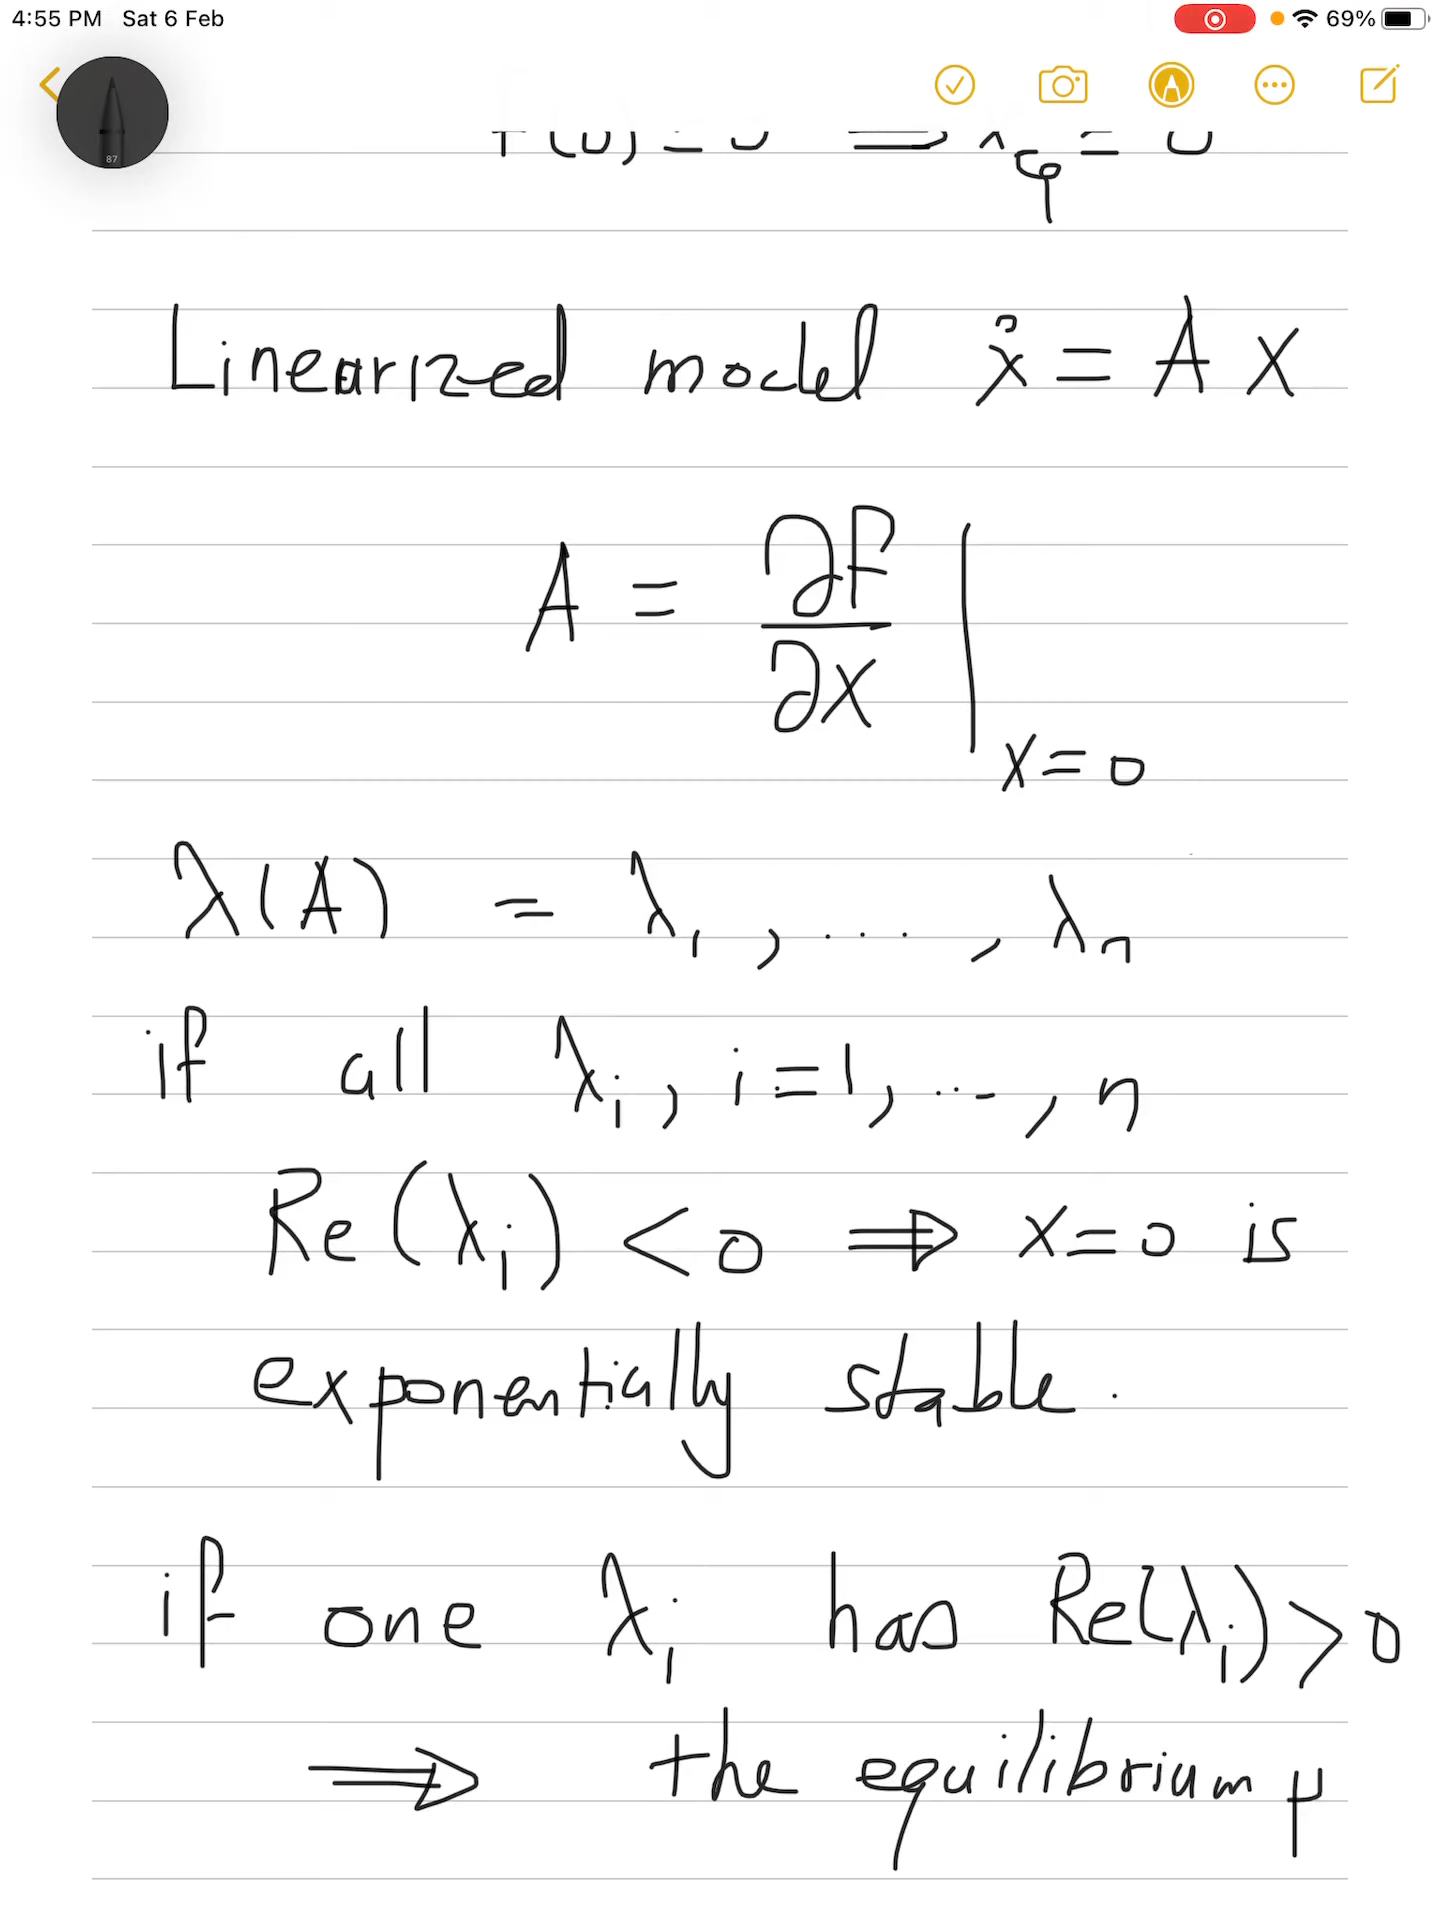 4:55 PM Sat 6 Feb 69%
87
Linearized model ẋ = A x
A = ∂f/∂x |x=0
λ(A) = λ₁, ...., λn
if all λi, i=1, ..., n
Re(λi) < 0 ⇒ x=0 is
exponentially stable.
if one λi has Re(λi) > 0
⇒ the equilibrium